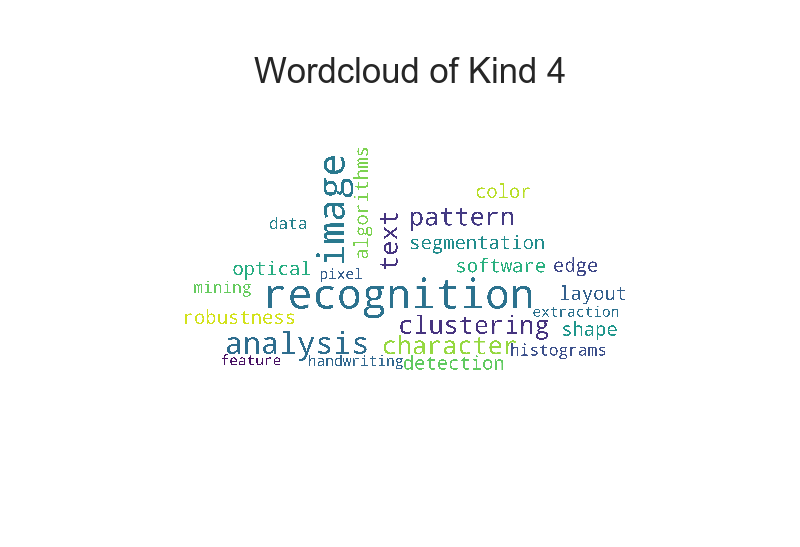 Wordcloud of Kind 4
image
algorithms
color
data
text
pattern
segmentation
optical
pixel
software
edge
mining
recognition
layout
extraction
robustness
clustering
shape
analysis
character
histograms
feature
handwriting
detection